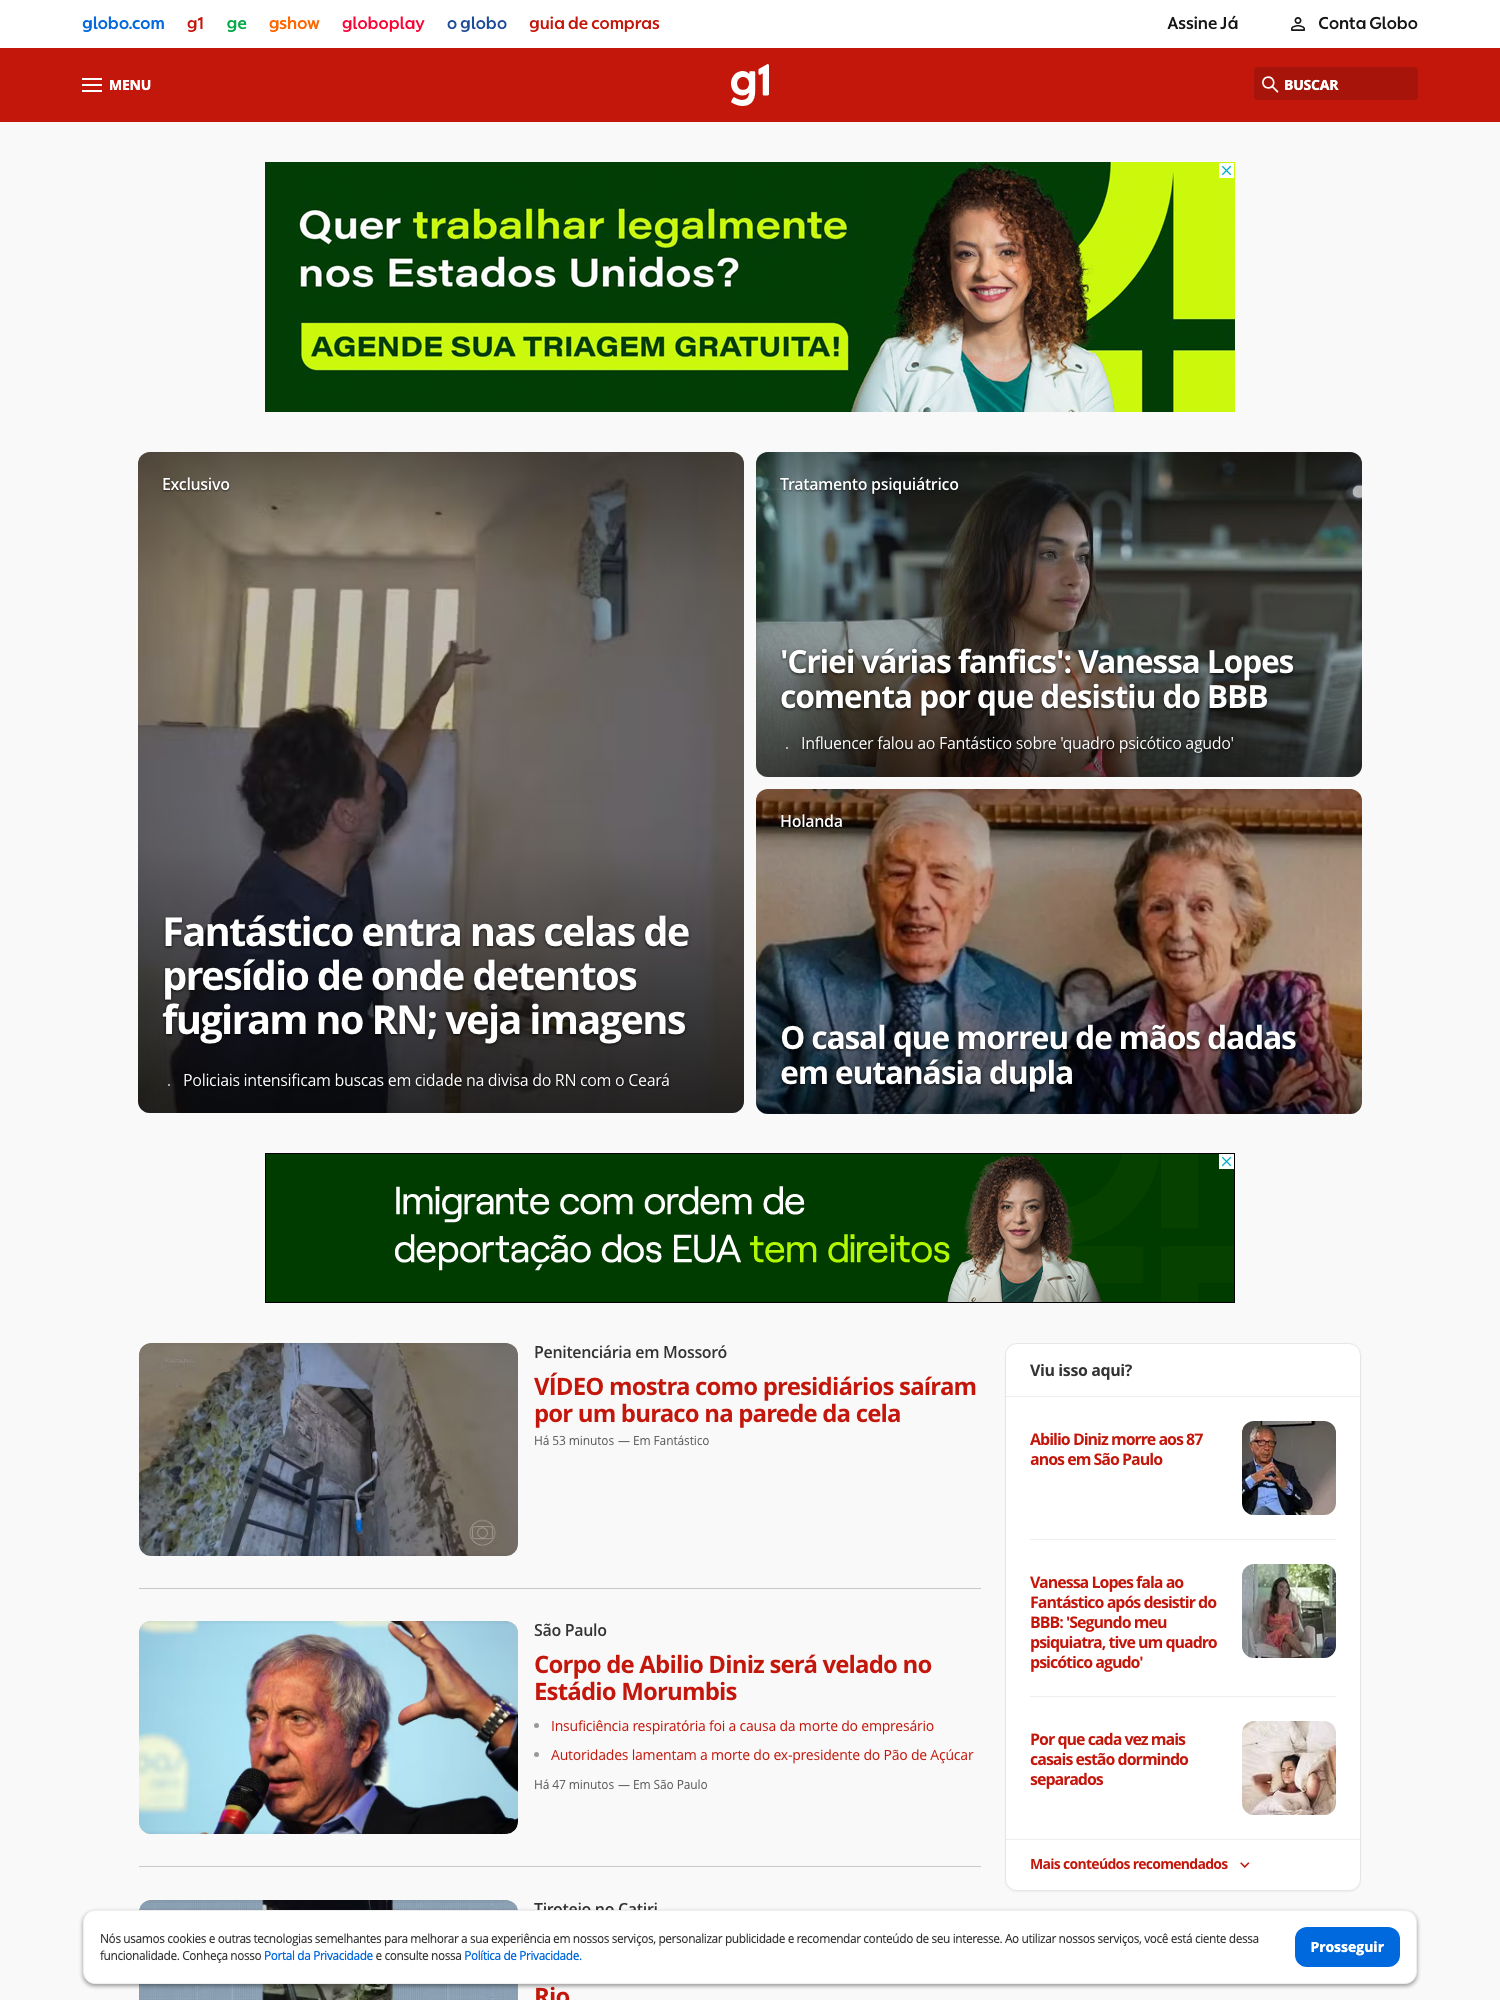 globo.com g1 ge gshow globoplay o globo guia de compras Assine Já Conta Globo
MENU g1 BUSCAR
Quer trabalhar legalmente
nos Estados Unidos?
AGENDE SUA TRIAGEM GRATUITA!
Exclusivo
Fantástico entra nas celas de
presídio de onde detentos
fugiram no RN; veja imagens
. Policiais intensificam buscas em cidade na divisa do RN com o Ceará
Tratamento psiquiátrico
'Criei várias fanfics': Vanessa Lopes
comenta por que desistiu do BBB
. Influencer falou ao Fantástico sobre 'quadro psicótico agudo'
Holanda
O casal que morreu de mãos dadas
em eutanásia dupla
Imigrante com ordem de
deportação dos EUA tem direitos
Penitenciária em Mossoró
VÍDEO mostra como presidiários saíram
por um buraco na parede da cela
Há 53 minutos — Em Fantástico
São Paulo
Corpo de Abilio Diniz será velado no
Estádio Morumbis
Insuficiência respiratória foi a causa da morte do empresário
Autoridades lamentam a morte do ex-presidente do Pão de Açúcar
Há 47 minutos — Em São Paulo
Viu isso aqui?
Abilio Diniz morre aos 87
anos em São Paulo
Vanessa Lopes fala ao
Fantástico após desistir do
BBB: 'Segundo meu
psiquiatra, tive um quadro
psicótico agudo'
Por que cada vez mais
casais estão dormindo
separados
Mais conteúdos recomendados
Tiroteio no Catiri
Nós usamos cookies e outras tecnologias semelhantes para melhorar a sua experiência em nossos serviços, personalizar publicidade e recomendar conteúdo de seu interesse. Ao utilizar nossos serviços, você está ciente dessa
funcionalidade. Conheça nosso Portal da Privacidade e consulte nossa Política de Privacidade.
Prosseguir
Rio